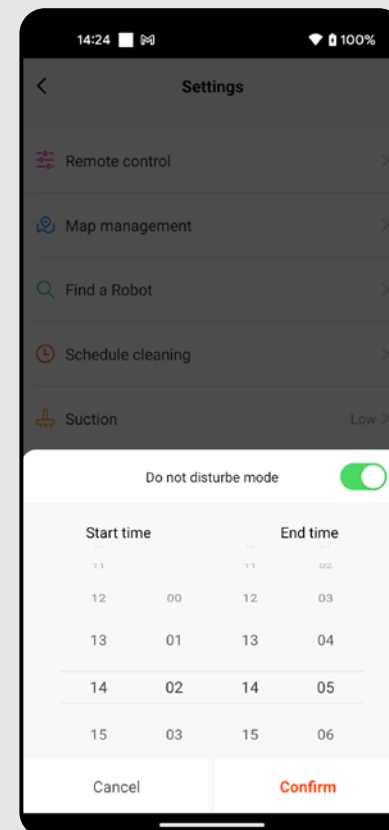 14:24 100%
Settings
Remote control
Map management
Find a Robot
Schedule cleaning
Suction Low
Do not disturbe mode
Start time End time
11 11 02
12 00 12 03
13 01 13 04
14 02 14 05
15 03 15 06
Cancel Confirm